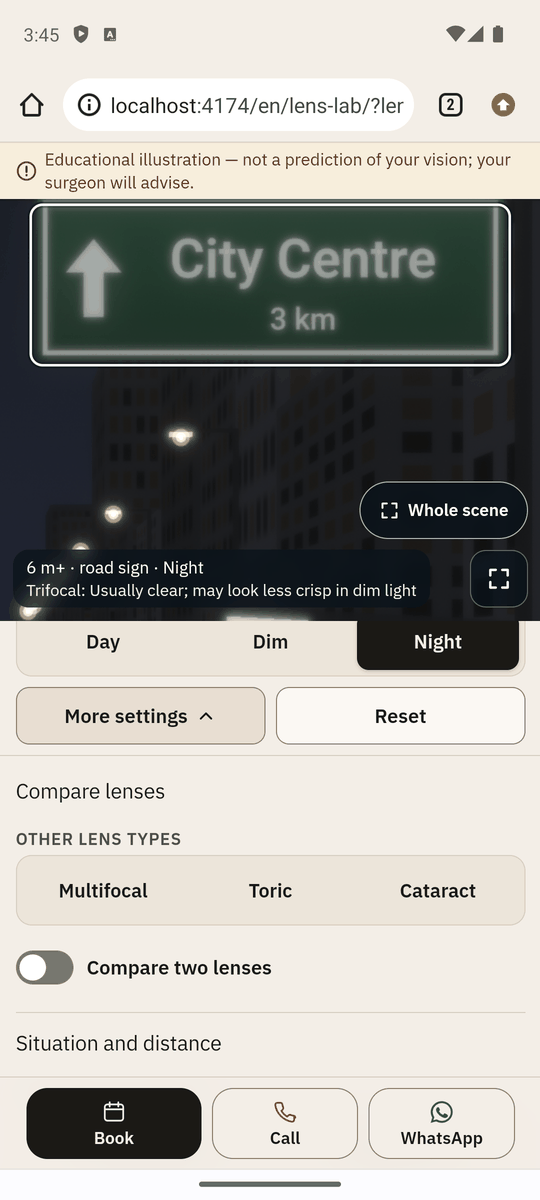 3:45
localhost:4174/en/lens-lab/?ler
2
Educational illustration — not a prediction of your vision; your
surgeon will advise.
City Centre
3 km
Whole scene
6 m+ · road sign · Night
Trifocal: Usually clear; may look less crisp in dim light
Day Dim Night
More settings Reset
Compare lenses
OTHER LENS TYPES
Multifocal Toric Cataract
Compare two lenses
Situation and distance
Book Call WhatsApp